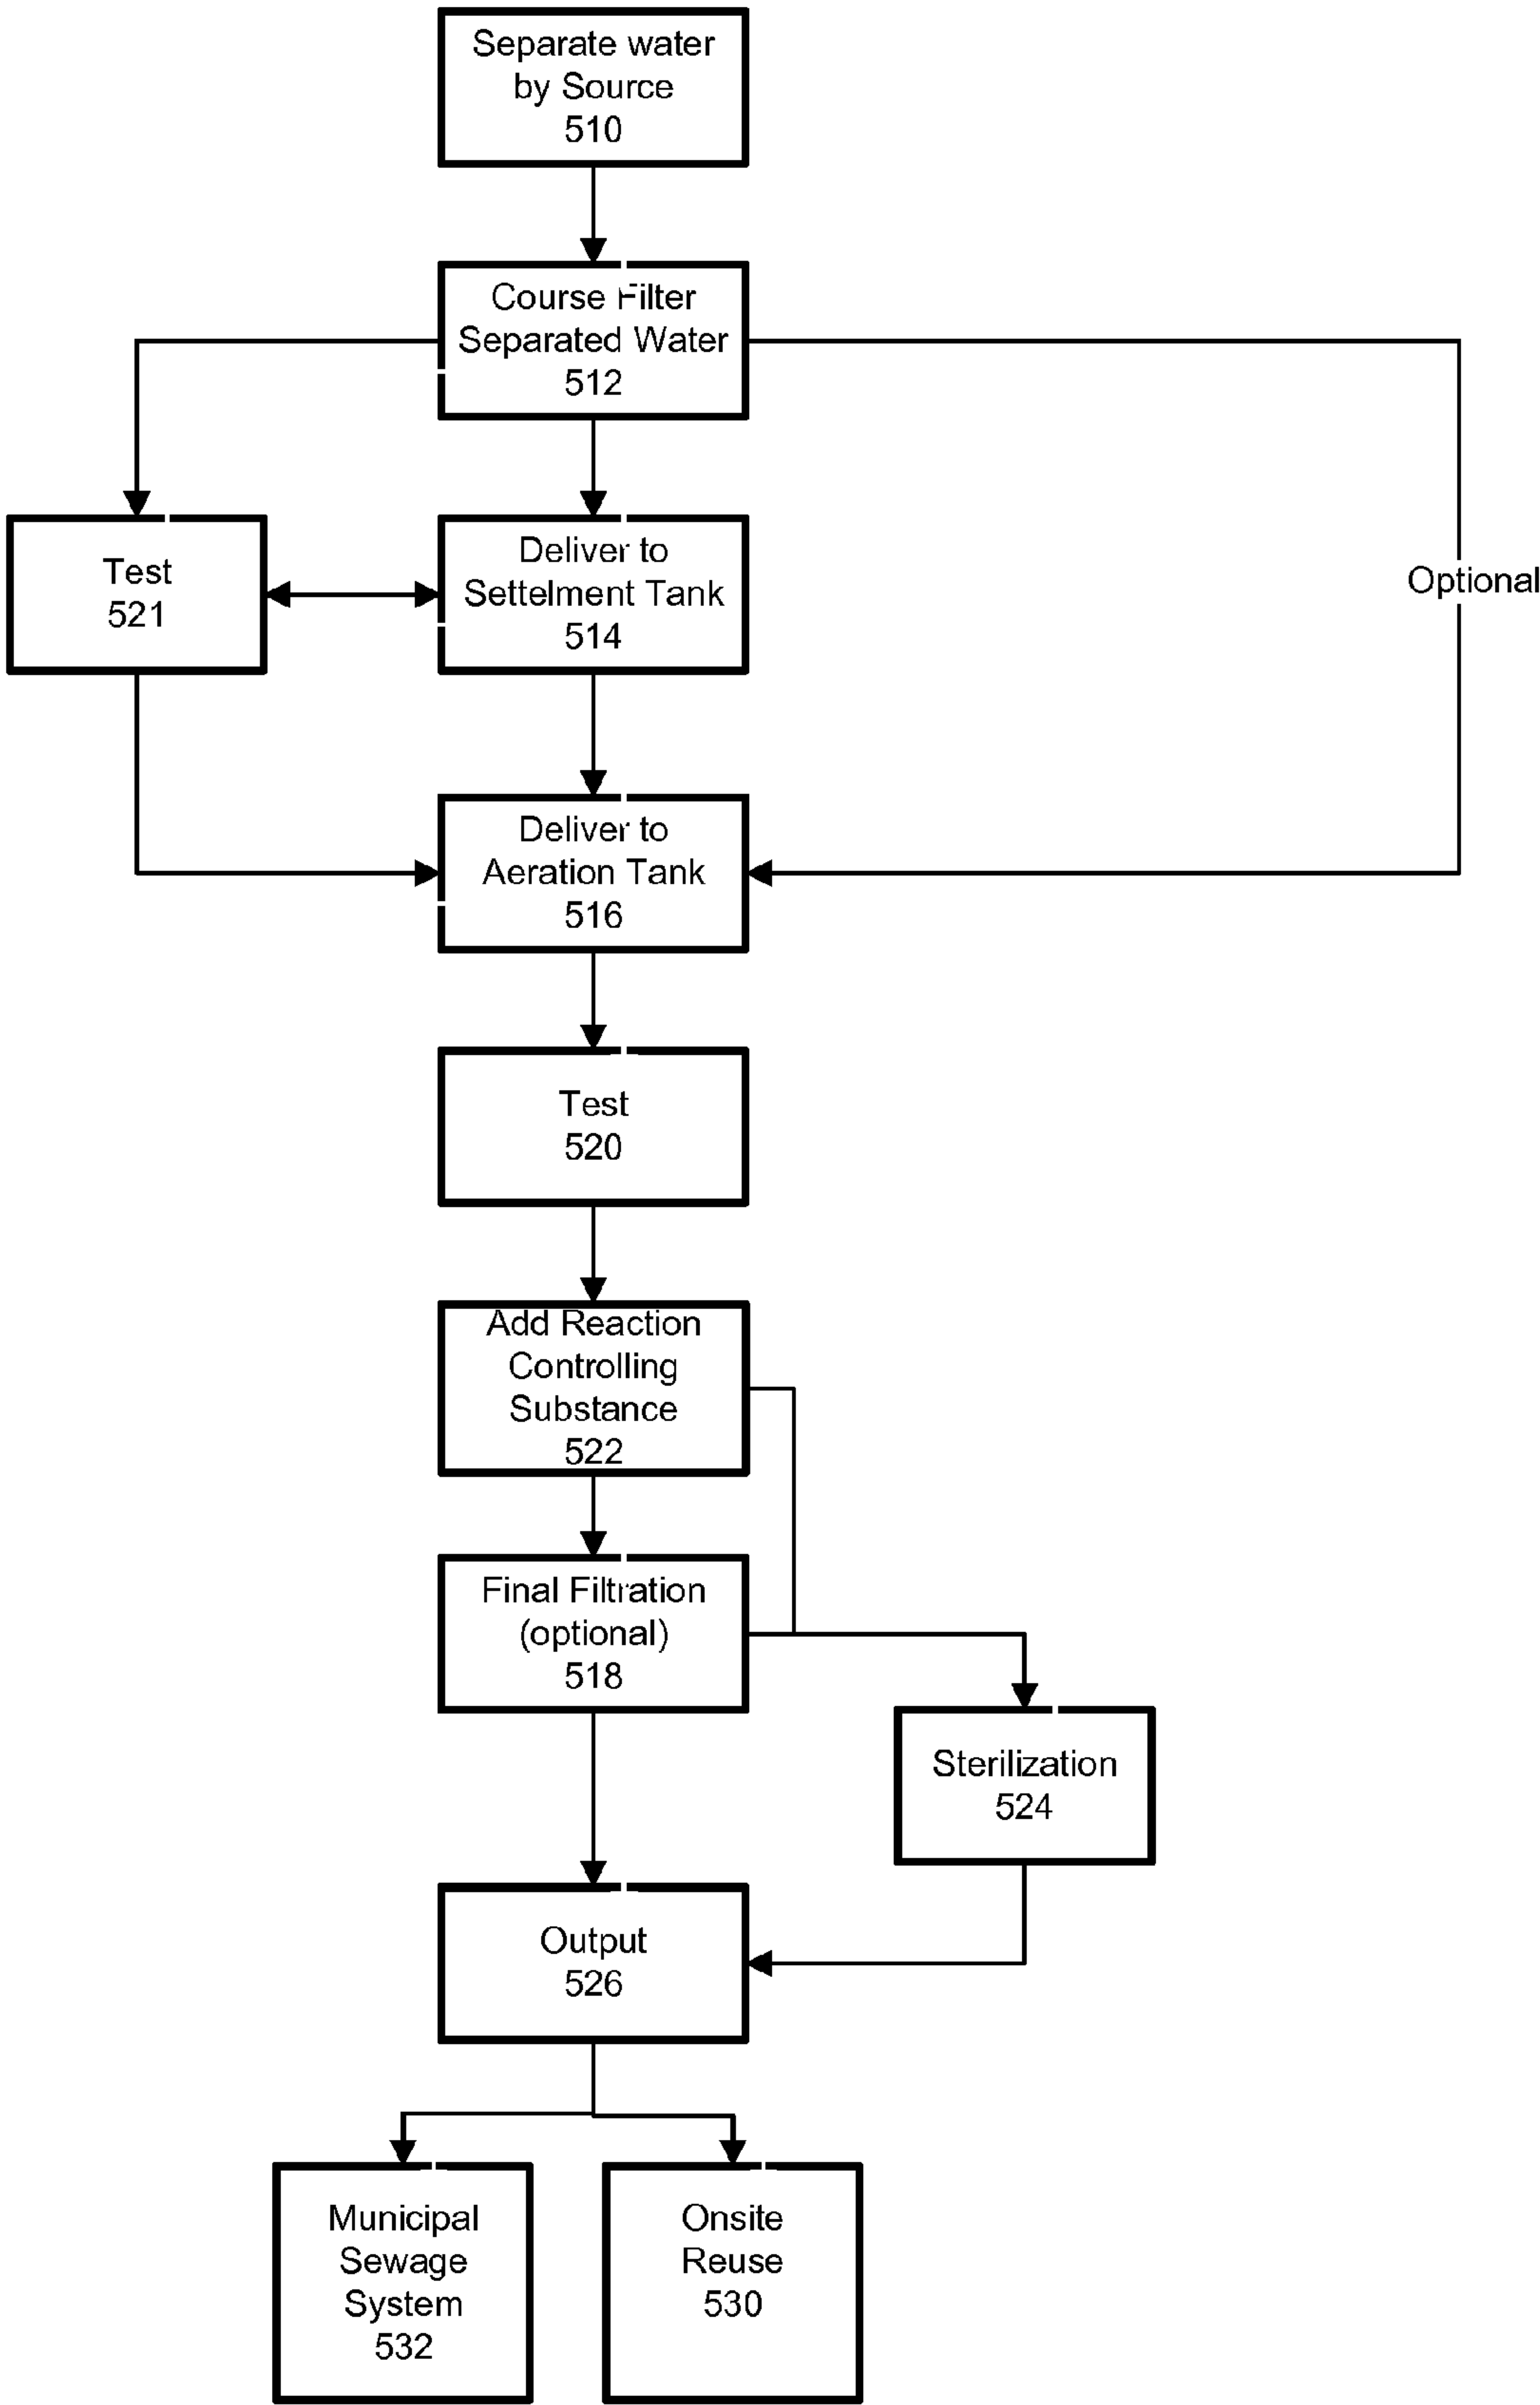 Separate water
by Source
510
Course Filter
Separated Water
512
Test
521
Deliver to
Settelment Tank
514
Optional
Deliver to
Aeration Tank
516
Test
520
Add Reaction
Controlling
Substance
522
Final Filtration
(optional)
518
Sterilization
524
Output
526
Municipal
Sewage
System
532
Onsite
Reuse
530